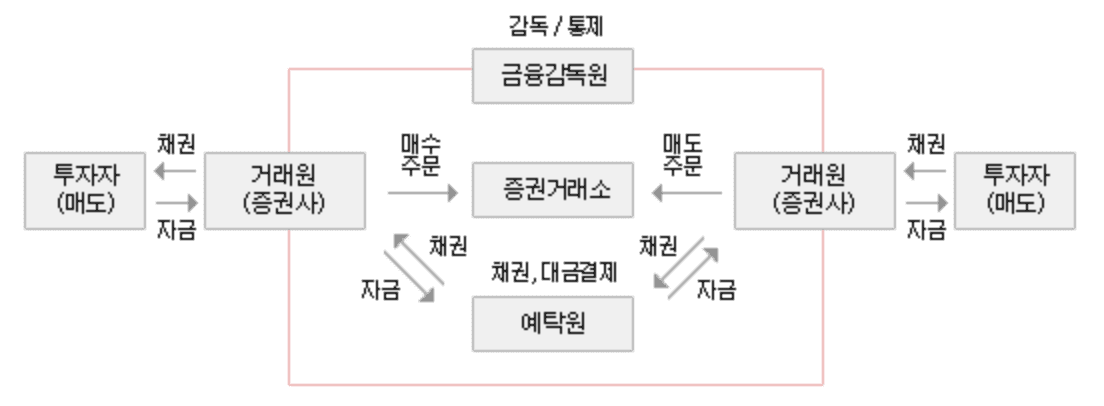 감독 / 통제
금융감독원
채권
투자자
(매도)
자금
거래원
(증권사)
매수
주문
증권거래소
매도
주문
거래원
(증권사)
채권
투자자
(매도)
자금
채권
자금
채권, 대금결제
예탁원
채권
자금